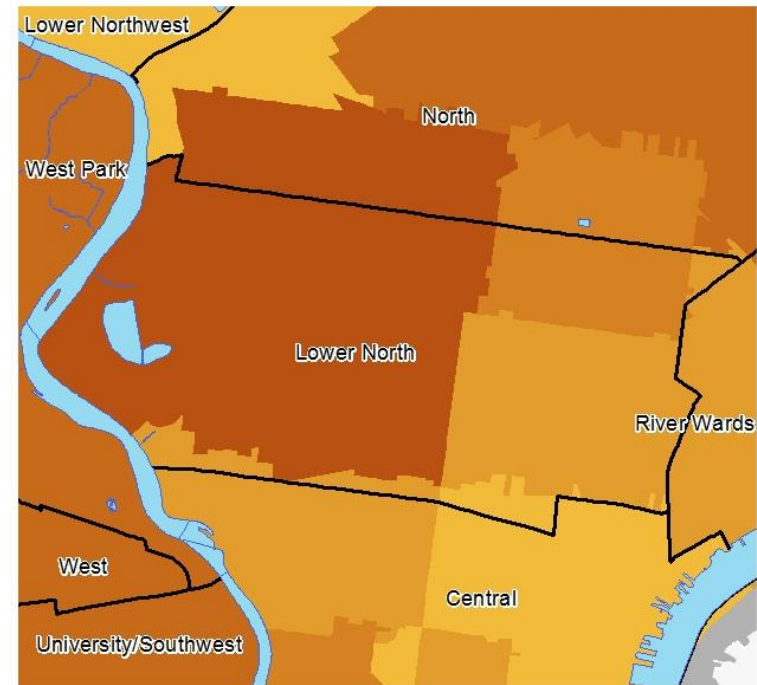 Lower Northwest
North
West Park
Lower North
River Wards
West
Central
University/Southwest